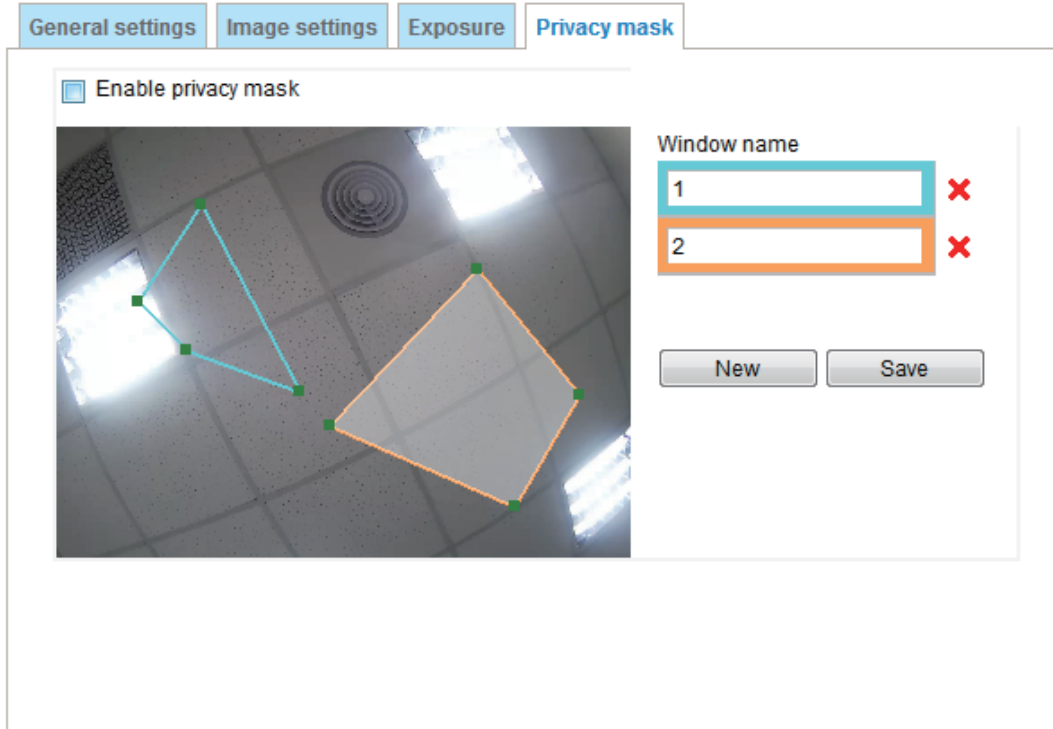 General settings Image settings Exposure Privacy mask
Enable privacy mask
Window name
1
2
New Save